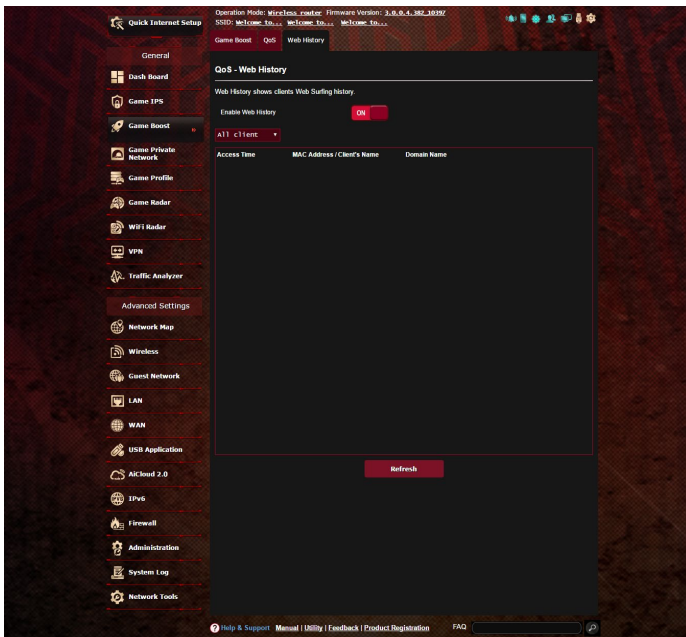 Quick Internet Setup
Operation Mode: Wireless router Firmware Version: 3.0.0.4.382_10397
SSID: Welcome to... Welcome to... Welcome to...
Game Boost QoS Web History
General
Dash Board
Game IPS
Game Boost
Game Private
Network
Game Profile
Game Radar
WiFi Radar
VPN
Traffic Analyzer
Advanced Settings
Network Map
Wireless
Guest Network
LAN
WAN
USB Application
AiCloud 2.0
IPv6
Firewall
Administration
System Log
Network Tools
QoS - Web History
Web History shows clients Web Surfing history.
Enable Web History ON
All client
Access Time MAC Address / Client's Name Domain Name
Refresh
? Help & Support Manual | Utility | Feedback | Product Registration FAQ